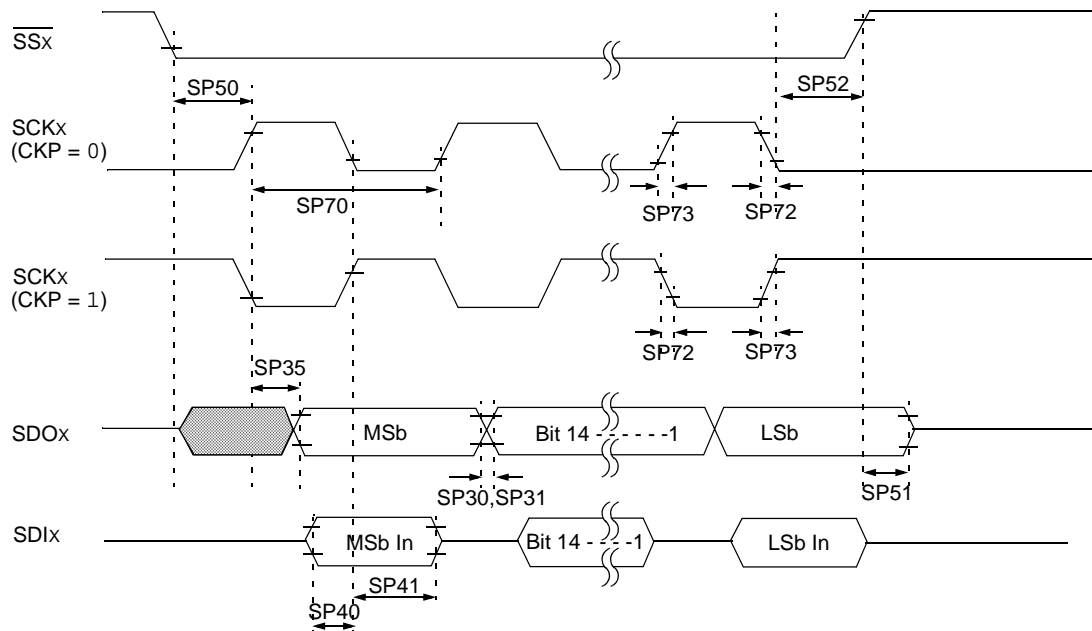 SSx
SP50
SP52
SCKx
(CKP = 0)
SP70
SP73
SP72
SCKx
(CKP = 1)
SP72
SP73
SP35
SDOx
MSb
Bit 14 - - - - - -1
LSb
SP30,SP31
SP51
SDIx
MSb In
Bit 14 - - - -1
LSb In
SP41
SP40